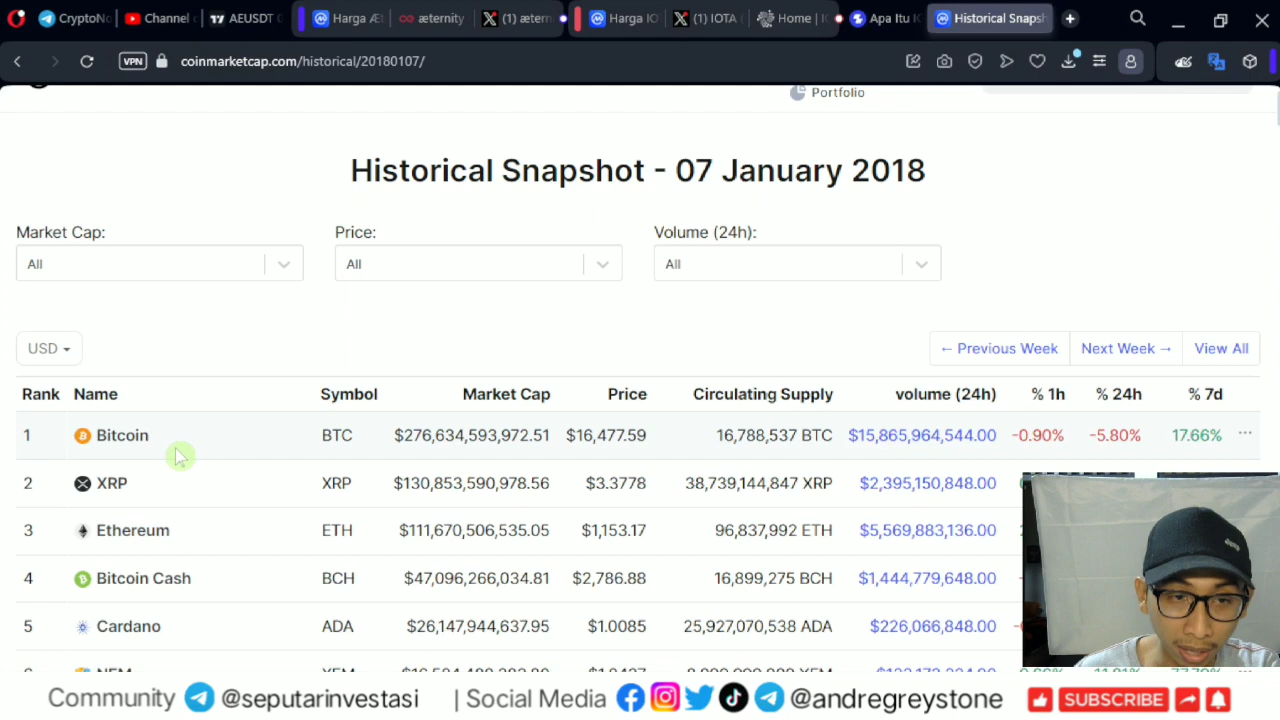 CryptoNo
Channel
AEUSDT
Harga Æ
æternity
(1) ætern
Harga IO
(1) IOTA
Home | I
Apa Itu
Historical Snaps
VPN
coinmarketcap.com/historical/20180107/
Portfolio
Historical Snapshot - 07 January 2018
Market Cap: Price: Volume (24h):
All All All
USD ← Previous Week Next Week → View All
Rank Name Symbol Market Cap Price Circulating Supply volume (24h) % 1h % 24h % 7d
1 Bitcoin BTC $276,634,593,972.51 $16,477.59 16,788,537 BTC $15,865,964,544.00 -0.90% -5.80% 17.66% ...
2 XRP XRP $130,853,590,978.56 $3.3778 38,739,144,847 XRP $2,395,150,848.00
3 Ethereum ETH $111,670,506,535.05 $1,153.17 96,837,992 ETH $5,569,883,136.00
4 Bitcoin Cash BCH $47,096,266,034.81 $2,786.88 16,899,275 BCH $1,444,779,648.00
5 Cardano ADA $26,147,944,637.95 $1.0085 25,927,070,538 ADA $226,066,848.00
Community @seputarinvestasi | Social Media @andregreystone SUBSCRIBE